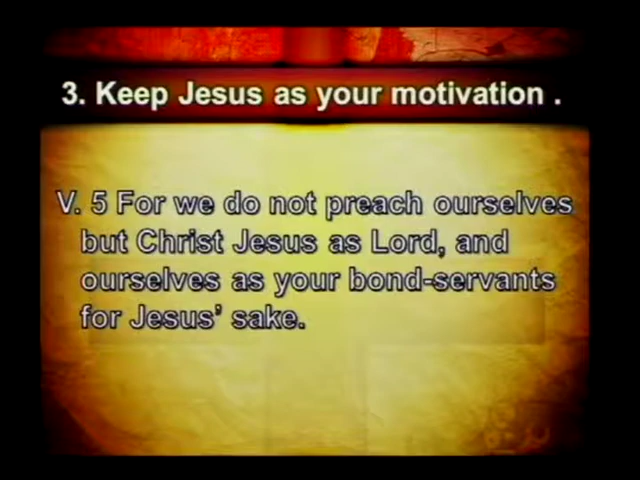 3. Keep Jesus as your motivation .
V. 5 For we do not preach ourselves
but Christ Jesus as Lord, and
ourselves as your bond-servants
for Jesus' sake.